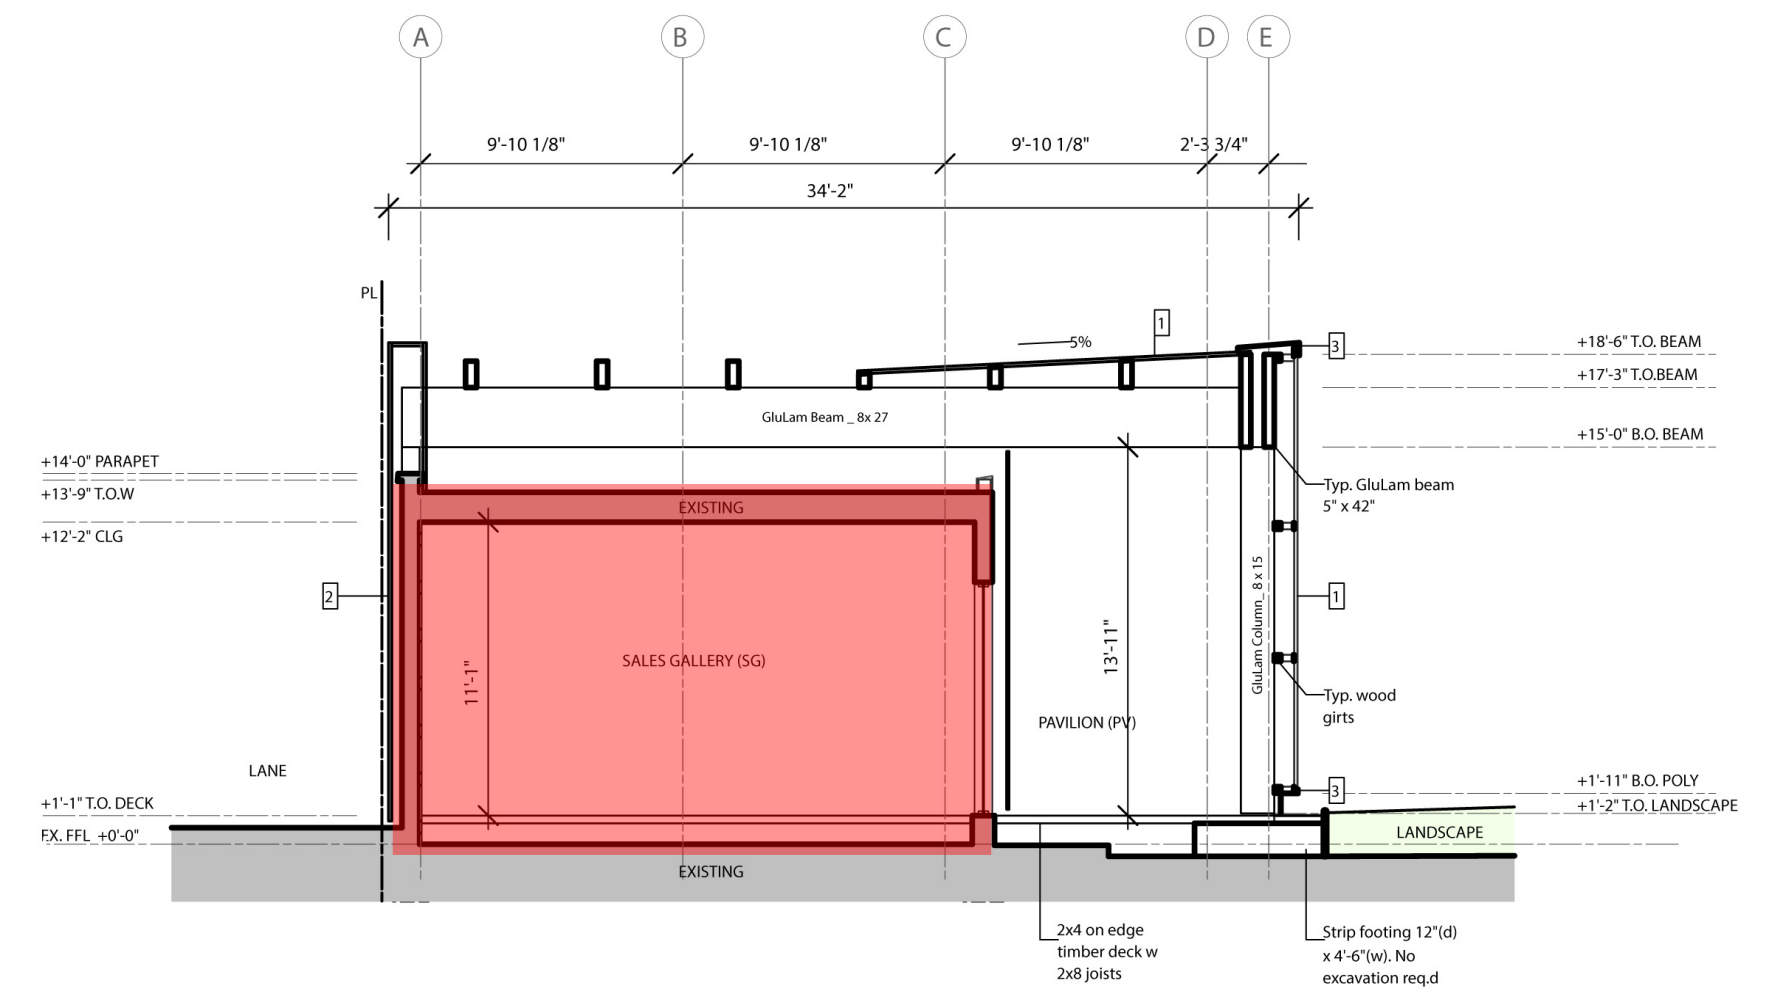 A B C D E
9'-10 1/8" 9'-10 1/8" 9'-10 1/8" 2'-3 3/4"
34'-2"
PL
1
5%
3
+18'-6" T.O. BEAM
+17'-3" T.O.BEAM
GluLam Beam _ 8x 27
+15'-0" B.O. BEAM
+14'-0" PARAPET
+13'-9" T.O.W
Typ. GluLam beam
5" x 42"
EXISTING
+12'-2" CLG
2
1
GluLam Column_ 8 x 15
13'-11"
SALES GALLERY (SG)
11'-1"
Typ. wood
girts
PAVILION (PV)
LANE
+1'-11" B.O. POLY
3
+1'-1" T.O. DECK
+1'-2" T.O. LANDSCAPE
F.X. FFL +0'-0"
LANDSCAPE
EXISTING
2x4 on edge
timber deck w
2x8 joists
Strip footing 12"(d)
x 4'-6"(w). No
excavation req.d